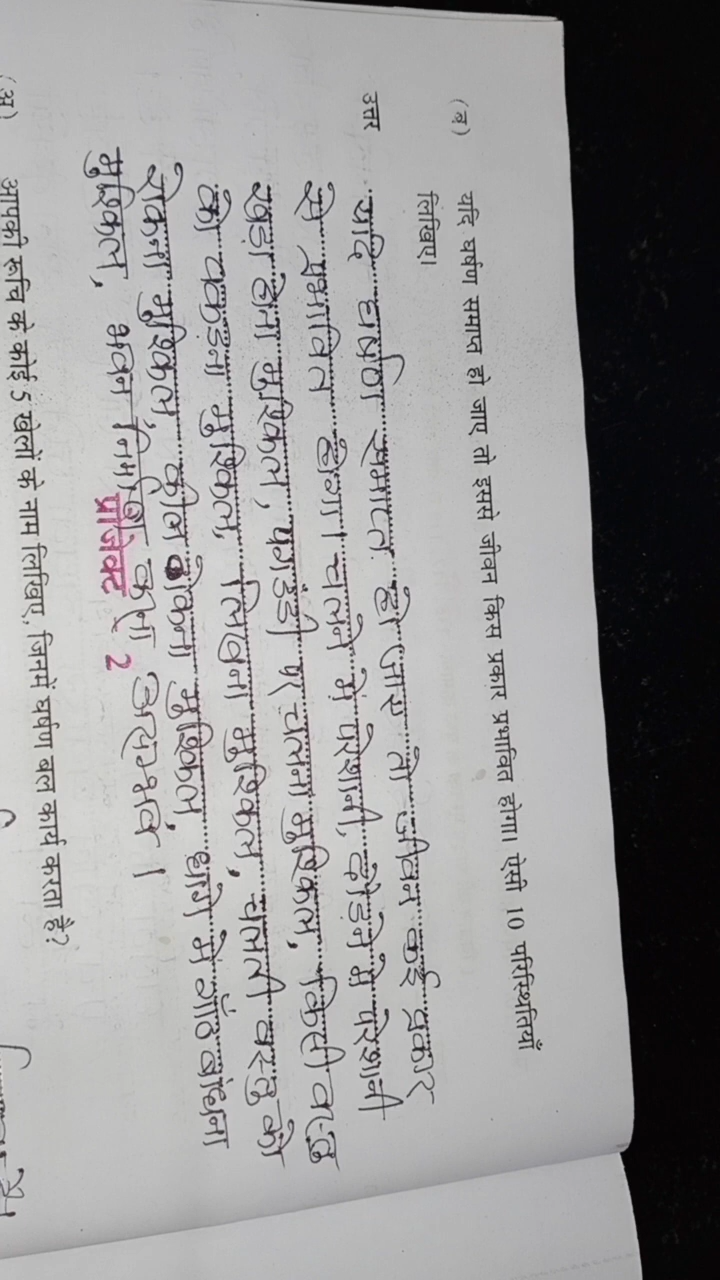 (ब) यदि घर्षण समाप्त हो जाए तो इससे जीवन किस प्रकार प्रभावित होगा। ऐसी 10 परिस्थितियाँ
लिखिए।
उत्तर यदि घर्षण समाप्त हो जाए तो जीवन कई प्रकार
से प्रभावित होगा। चलने में परेशानी, दौड़ने में परेशानी
खड़ा होना मुश्किल, पगडंडी पर चलना मुश्किल, किसी वस्तु
को पकड़ना मुश्किल, लिखना मुश्किल, चलती वस्तु को
रोकना मुश्किल, कील ठोकना मुश्किल, धागे में गाँठ बांधना
मुश्किल, भवन निर्माण करना असम्भव।
प्रोजेक्ट 2
(अ) आपकी रूचि के कोई 5 खेलों के नाम लिखिए, जिनमें घर्षण बल कार्य करता है?